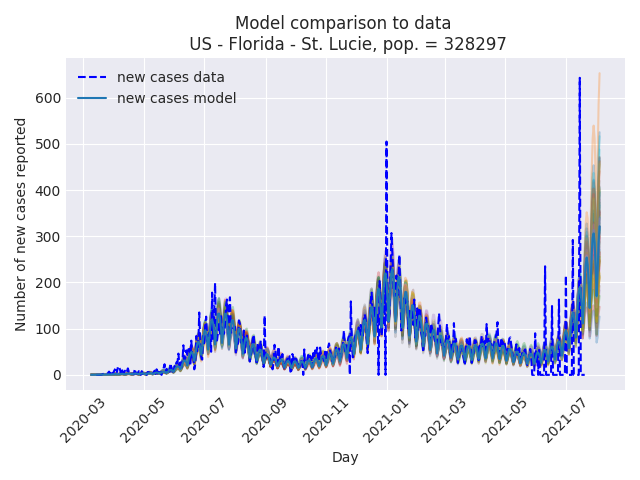 Model comparison to data
US - Florida - St. Lucie, pop. = 328297
new cases data
new cases model
Number of new cases reported
600
500
400
300
200
100
0
2020-03
2020-05
2020-07
2020-09
2020-11
2021-01
2021-03
2021-05
2021-07
Day